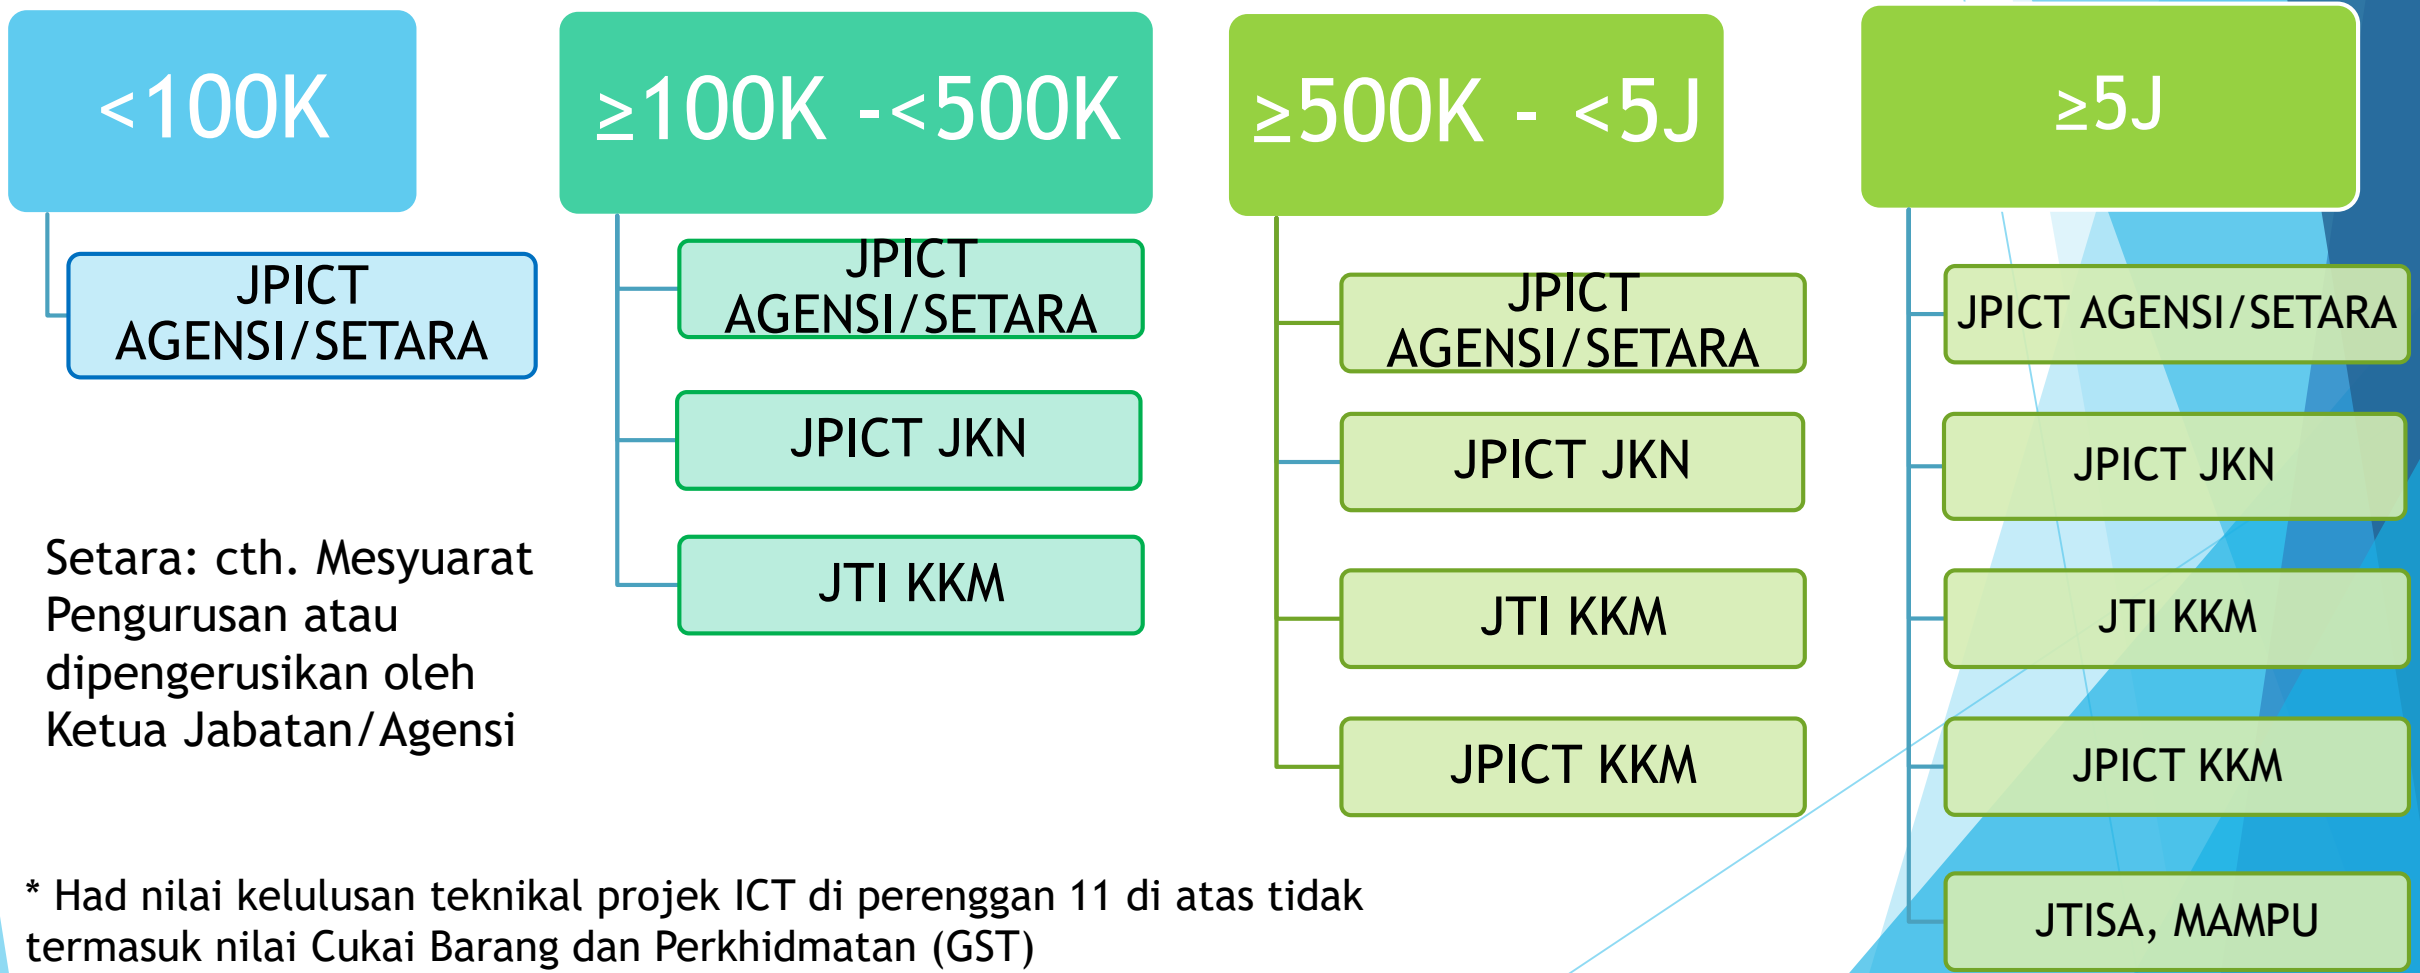 <100K
JPICT
AGENSI/SETARA
≥100K -<500K
JPICT
AGENSI/SETARA
JPICT JKN
JTI KKM
≥500K - <5J
JPICT
AGENSI/SETARA
JPICT JKN
JTI KKM
JPICT KKM
≥5J
JPICT AGENSI/SETARA
JPICT JKN
JTI KKM
JPICT KKM
JTISA, MAMPU
Setara: cth. Mesyuarat
Pengurusan atau
dipengerusikan oleh
Ketua Jabatan/Agensi
* Had nilai kelulusan teknikal projek ICT di perenggan 11 di atas tidak
termasuk nilai Cukai Barang dan Perkhidmatan (GST)